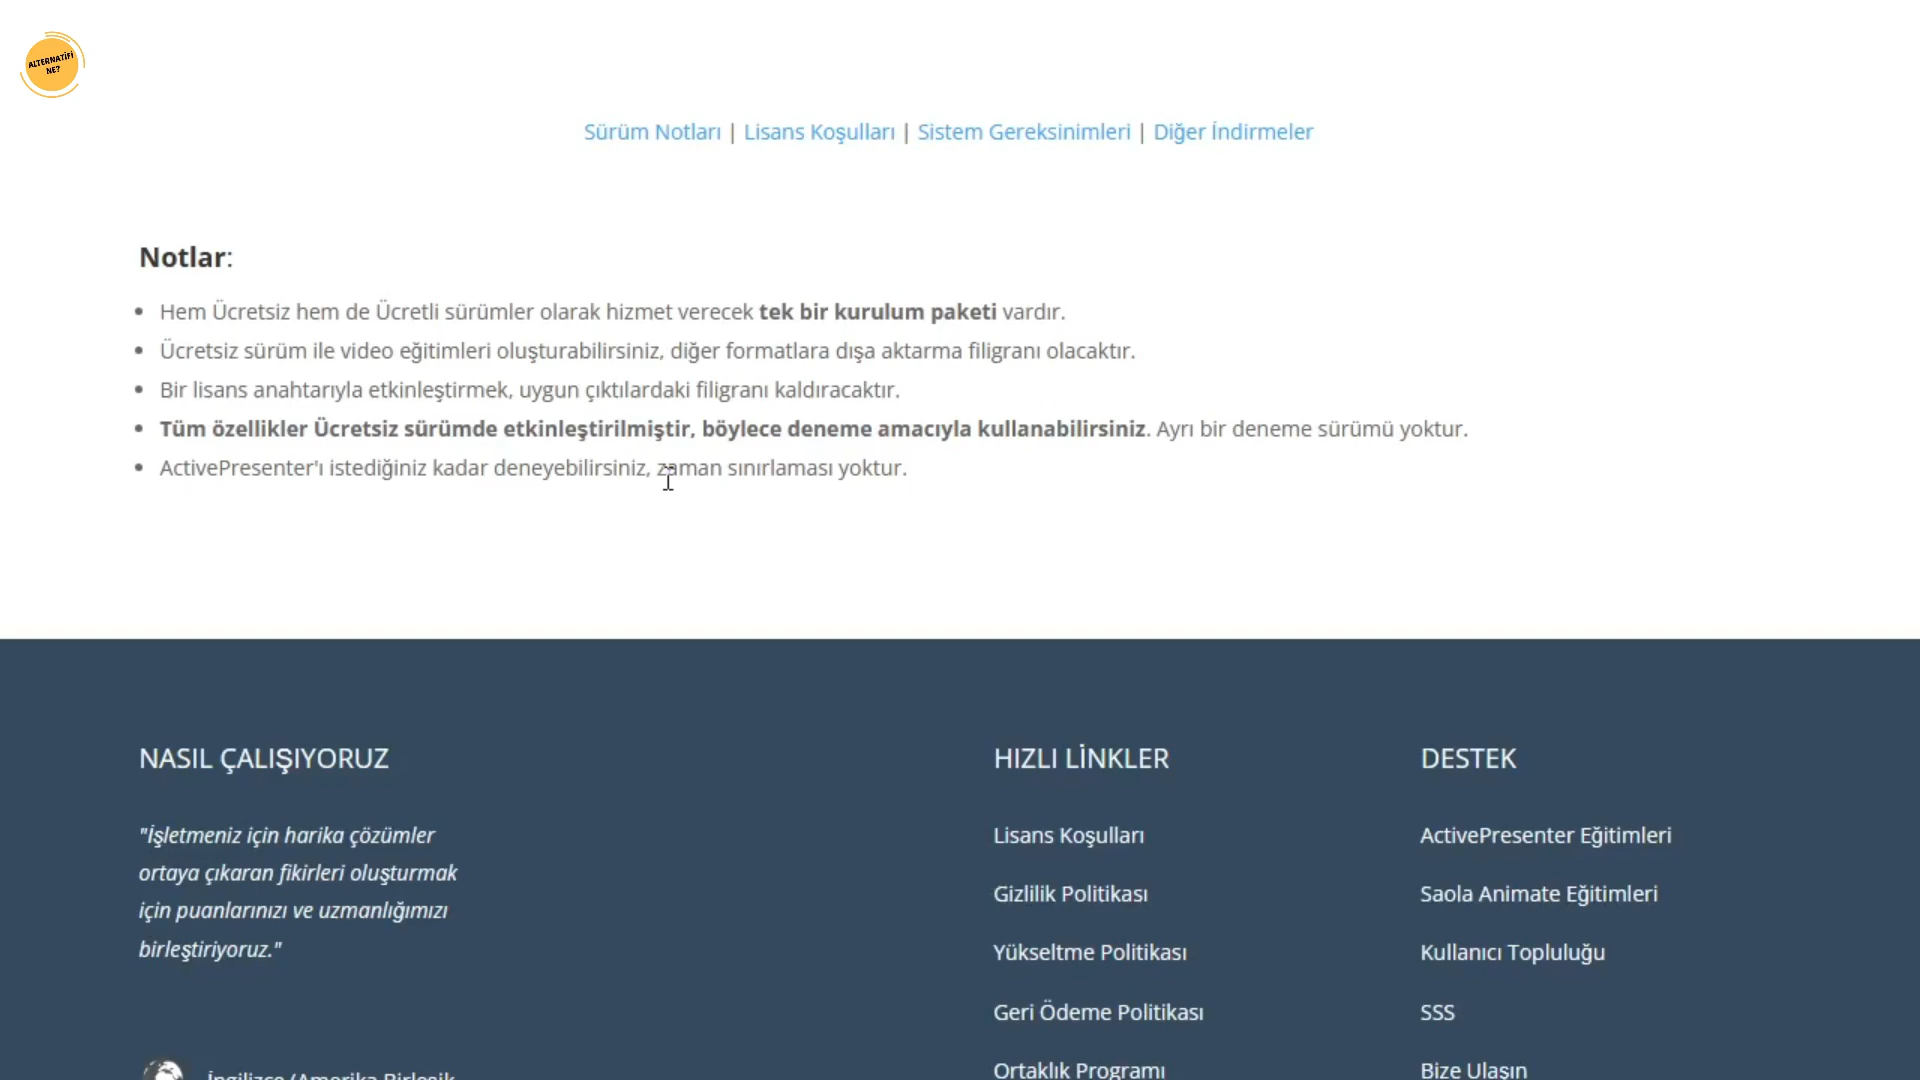 ALTERNATİFİ
NE?
Sürüm Notları | Lisans Koşulları | Sistem Gereksinimleri | Diğer İndirmeler
Notlar:
Hem Ücretsiz hem de Ücretli sürümler olarak hizmet verecek tek bir kurulum paketi vardır.
Ücretsiz sürüm ile video eğitimleri oluşturabilirsiniz, diğer formatlara dışa aktarma filigranı olacaktır.
Bir lisans anahtarıyla etkinleştirmek, uygun çıktılardaki filigranı kaldıracaktır.
Tüm özellikler Ücretsiz sürümde etkinleştirilmiştir, böylece deneme amacıyla kullanabilirsiniz. Ayrı bir deneme sürümü yoktur.
ActivePresenter'ı istediğiniz kadar deneyebilirsiniz, zaman sınırlaması yoktur.
NASIL ÇALIŞIYORUZ
"İşletmeniz için harika çözümler
ortaya çıkaran fikirleri oluşturmak
için puanlarınızı ve uzmanlığımızı
birleştiriyoruz."
İngilizce (Amerika Birleşik
HIZLI LİNKLER
Lisans Koşulları
Gizlilik Politikası
Yükseltme Politikası
Geri Ödeme Politikası
Ortaklık Programı
DESTEK
ActivePresenter Eğitimleri
Saola Animate Eğitimleri
Kullanıcı Topluluğu
SSS
Bize Ulaşın